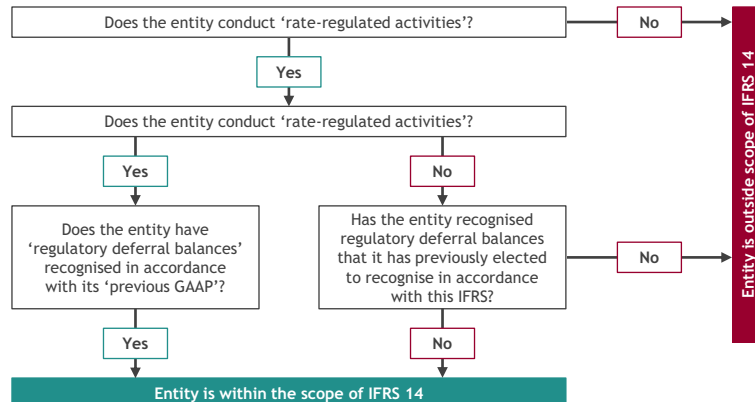 Does the entity conduct ‘rate-regulated activities’?
No
Yes
Does the entity conduct ‘rate-regulated activities’?
Yes
No
Does the entity have
‘regulatory deferral balances’
recognised in accordance
with its ‘previous GAAP’?
Has the entity recognised
regulatory deferral balances
that it has previously elected
to recognise in accordance
with this IFRS?
No
Yes
No
Entity is within the scope of IFRS 14
Entity is outside scope of IFRS 14